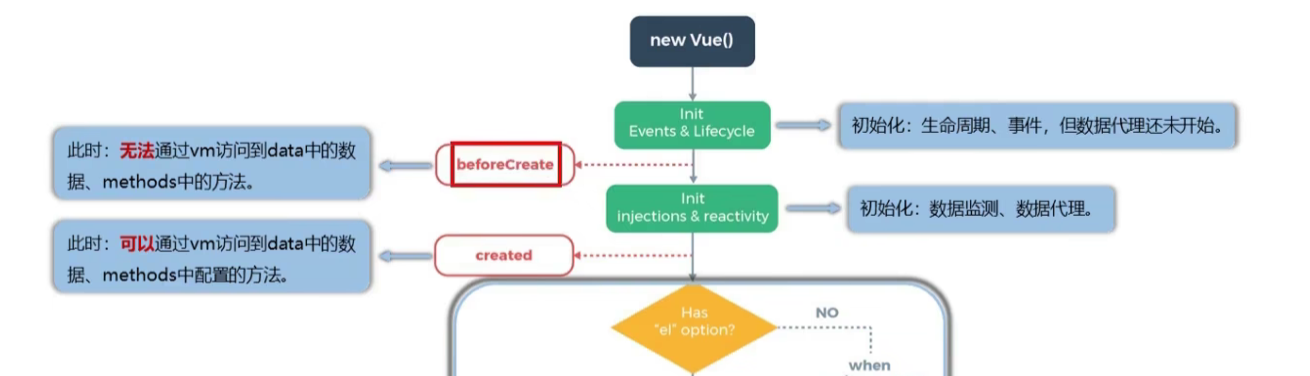 new Vue()
Init
Events & Lifecycle
初始化：生命周期、事件，但数据代理还未开始。
此时：无法通过vm访问到data中的数
据、methods中的方法。
beforeCreate
Init
injections & reactivity
初始化：数据监测、数据代理。
此时：可以通过vm访问到data中的数
据、methods中配置的方法。
created
Has
"el" option?
NO
when